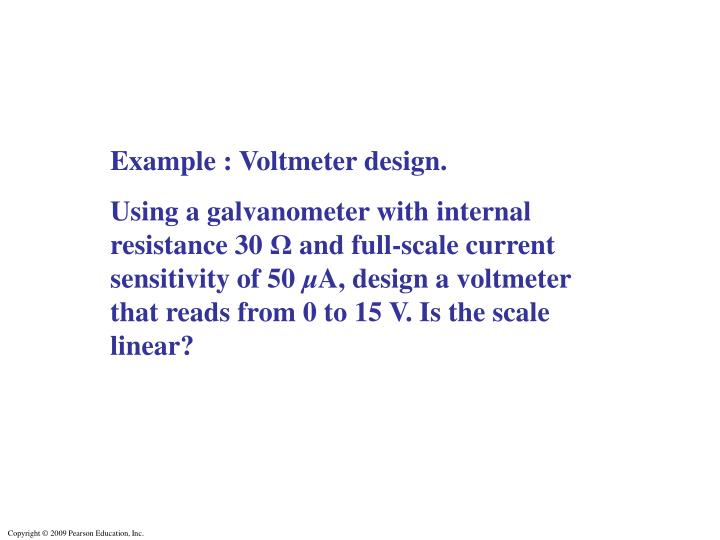 Example : Voltmeter design.
Using a galvanometer with internal
resistance 30 Ω and full-scale current
sensitivity of 50 µA, design a voltmeter
that reads from 0 to 15 V. Is the scale
linear?
Copyright © 2009 Pearson Education, Inc.